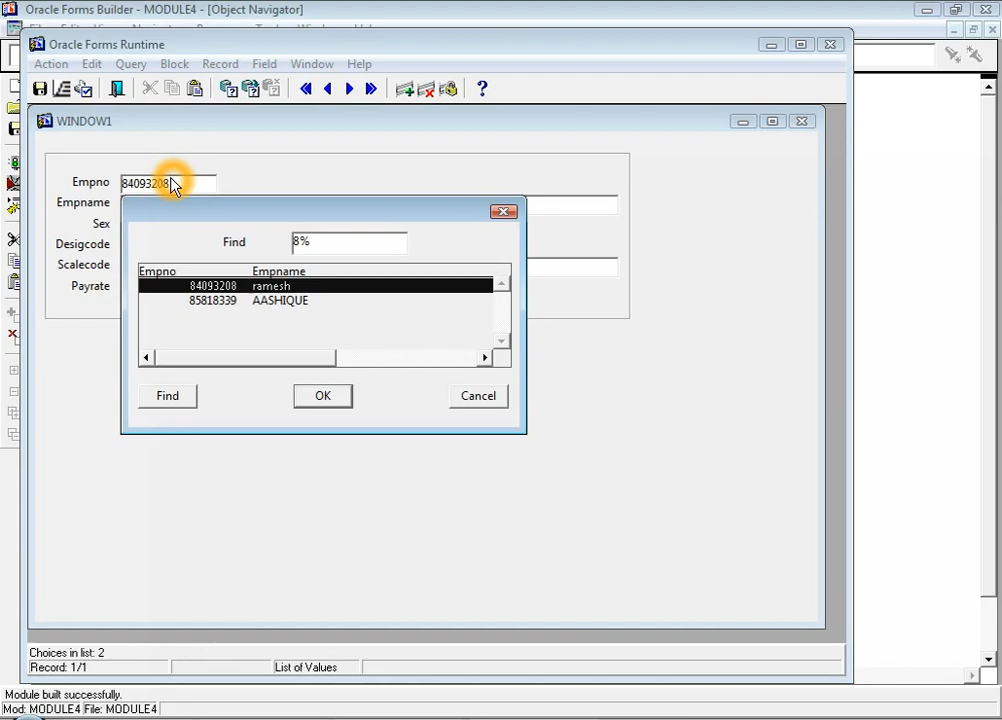 Oracle Forms Builder - MODULE4 - [Object Navigator]
Oracle Forms Runtime
Action Edit Query Block Record Field Window Help
WINDOW1
Empno 84093208
Empname
Sex
Desigcode
Scalecode
Payrate
Find 8%
Empno Empname
84093208 ramesh
85818339 AASHIQUE
Find OK Cancel
Choices in list: 2
Record: 1/1 List of Values
Module built successfully.
Mod: MODULE4 File: MODULE4